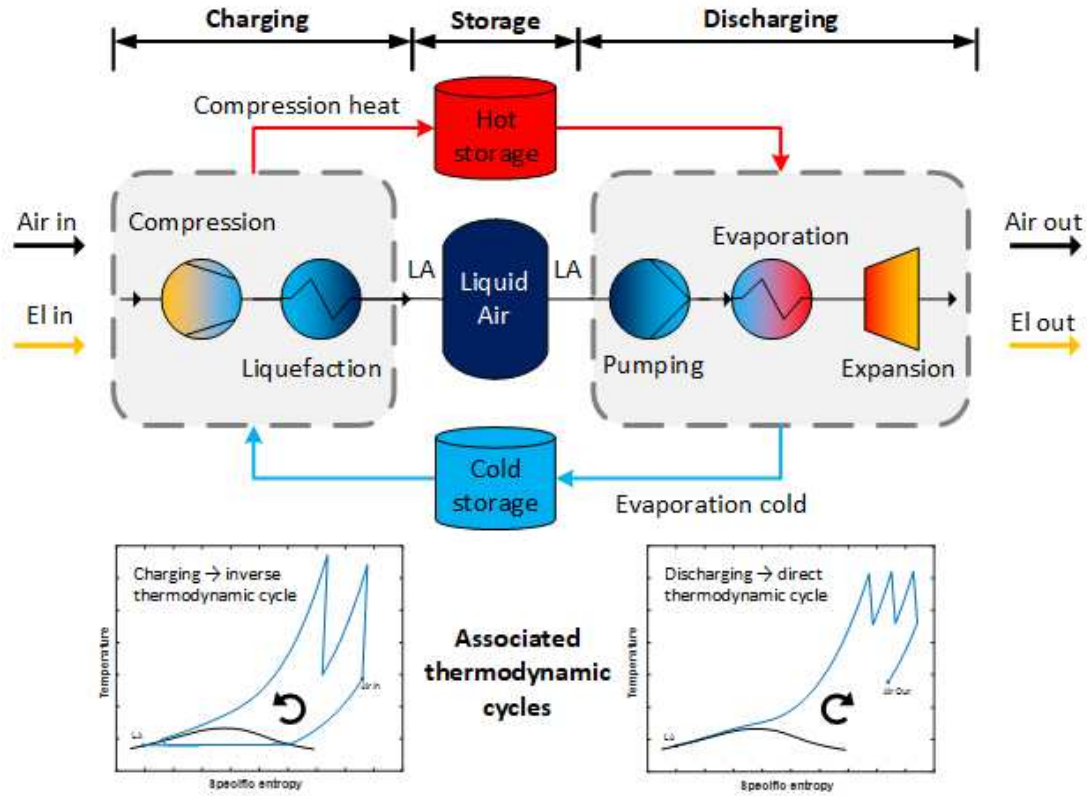 Charging
Storage
Discharging
Compression heat
Hot
storage
Air in
El in
Compression
Liquefaction
LA
Liquid
Air
LA
Pumping
Evaporation
Expansion
Air out
El out
Cold
storage
Evaporation cold
Charging → inverse
thermodynamic cycle
Temperature
Air In
LA
Specific entropy
Associated
thermodynamic
cycles
Discharging → direct
thermodynamic cycle
Temperature
Air Out
LA
Specific entropy